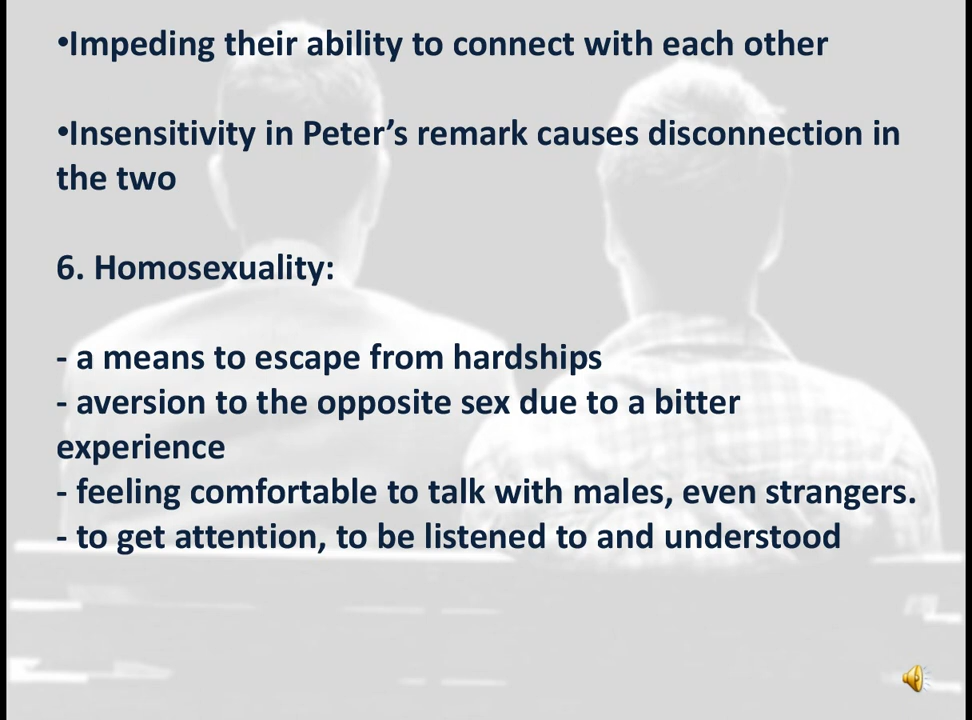 •Impeding their ability to connect with each other
•Insensitivity in Peter’s remark causes disconnection in
the two
6. Homosexuality:
- a means to escape from hardships
- aversion to the opposite sex due to a bitter
experience
- feeling comfortable to talk with males, even strangers.
- to get attention, to be listened to and understood